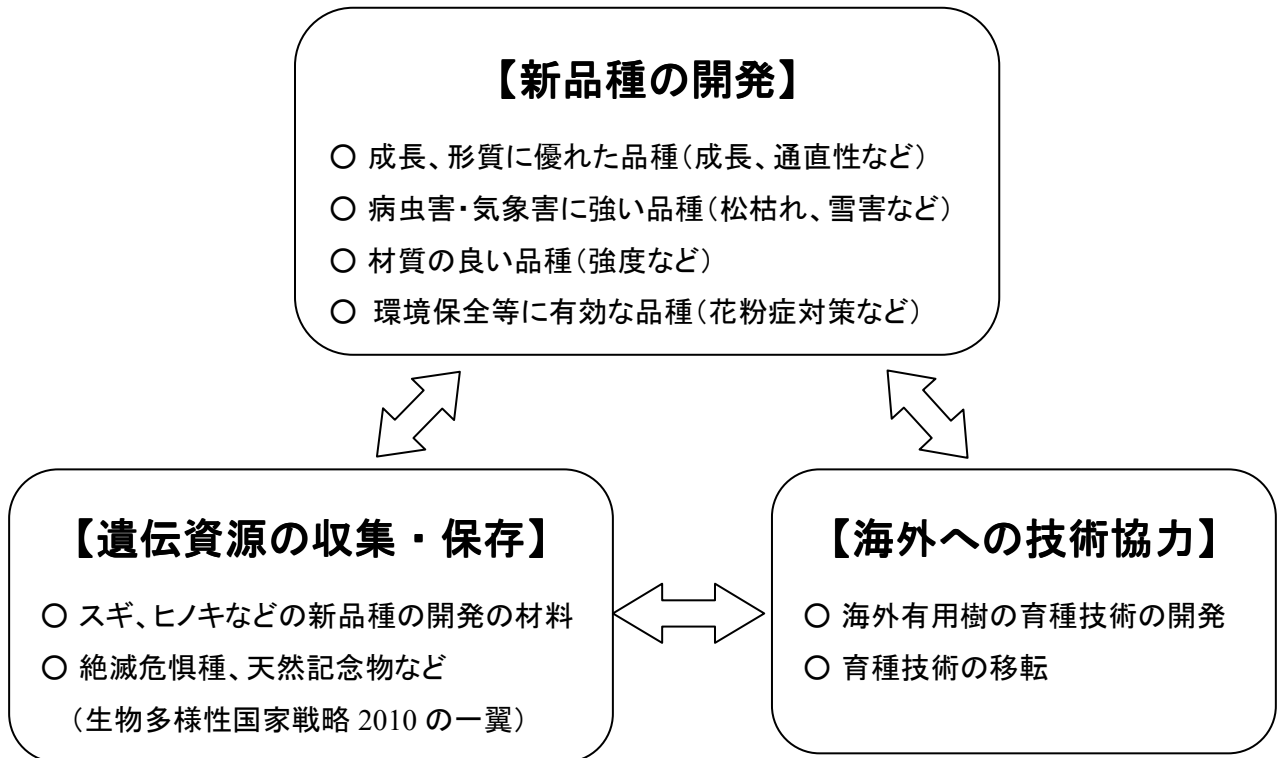 【新品種の開発】
○ 成長、形質に優れた品種(成長、通直性など)
○ 病虫害・気象害に強い品種(松枯れ、雪害など)
○ 材質の良い品種(強度など)
○ 環境保全等に有効な品種(花粉症対策など)
【遺伝資源の収集・保存】
○ スギ、ヒノキなどの新品種の開発の材料
○ 絶滅危惧種、天然記念物など
(生物多様性国家戦略 2010 の一翼)
【海外への技術協力】
○ 海外有用樹の育種技術の開発
○ 育種技術の移転